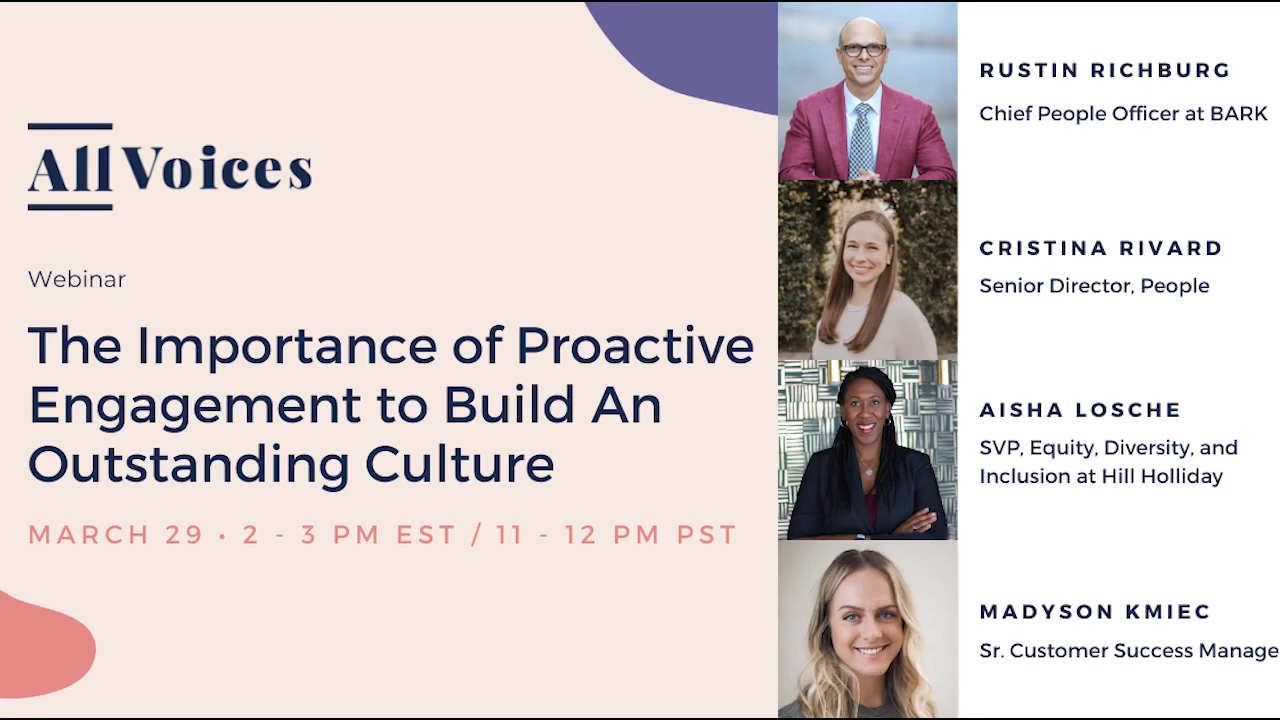 All Voices
Webinar
The Importance of Proactive
Engagement to Build An
Outstanding Culture
MARCH 29 • 2 - 3 PM EST / 11 - 12 PM PST
RUSTIN RICHBURG
Chief People Officer at BARK
CRISTINA RIVARD
Senior Director, People
AISHA LOSCHE
SVP, Equity, Diversity, and
Inclusion at Hill Holliday
MADYSON KMIEC
Sr. Customer Success Manage